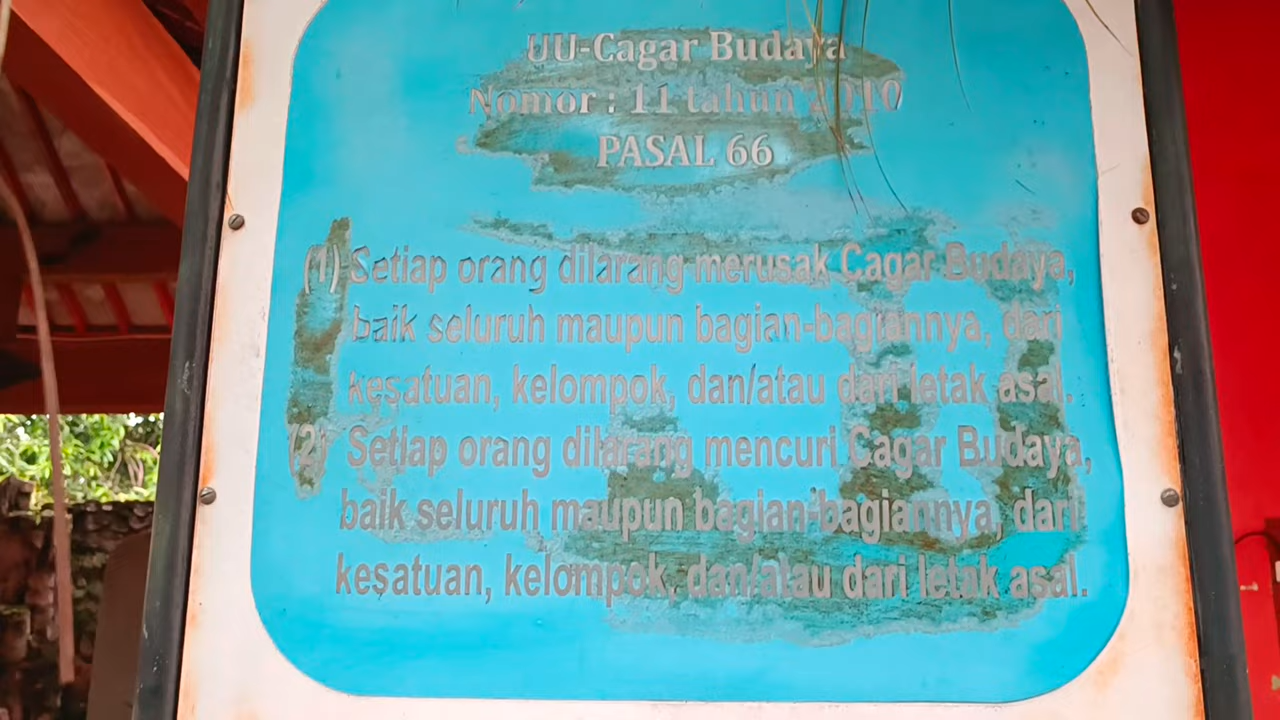 UU-Cagar Budaya
Nomor : 11 tahun 2010
PASAL 66
(1) Setiap orang dilarang merusak Cagar Budaya,
baik seluruh maupun bagian-bagiannya, dari
kesatuan, kelompok, dan/atau dari letak asal.
(2) Setiap orang dilarang mencuri Cagar Budaya,
baik seluruh maupun bagian-bagiannya, dari
kesatuan, kelompok, dan/atau dari letak asal.